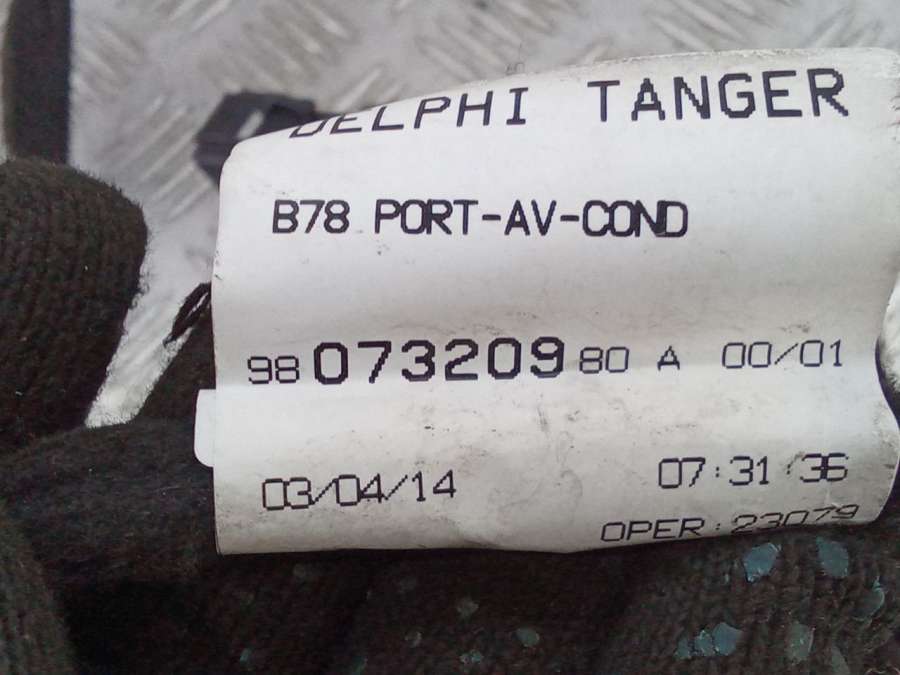 DELPHI TANGER
B78 PORT-AV-COND
98 073209 80 A 00/01
03/04/14 07:31:36
OPER:23079